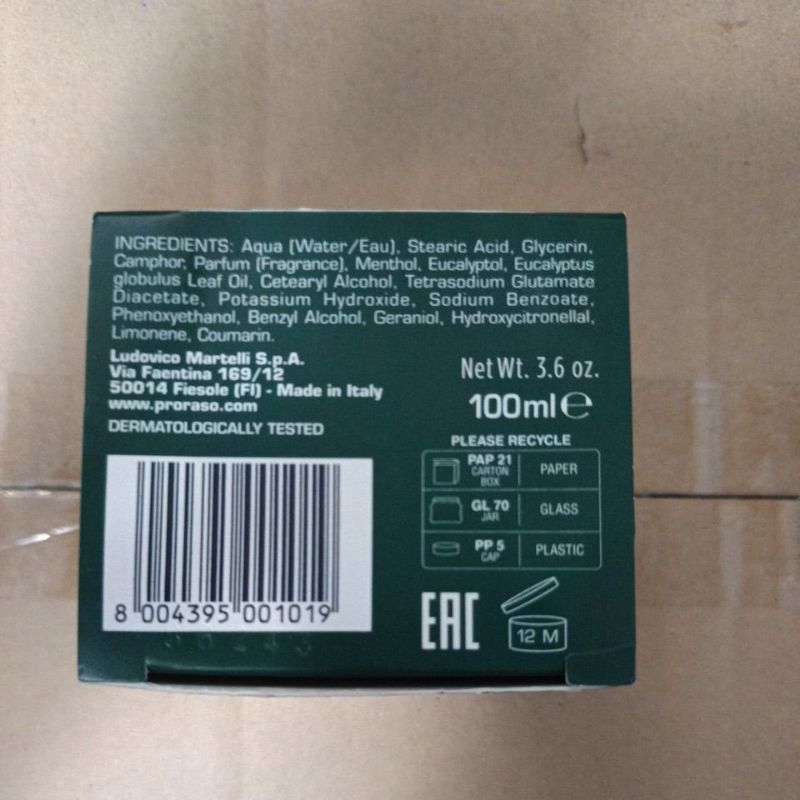 INGREDIENTS: Aqua (Water/Eau), Stearic Acid, Glycerin,
Camphor, Parfum (Fragrance), Menthol, Eucalyptol, Eucalyptus
globulus Leaf Oil, Cetearyl Alcohol, Tetrasodium Glutamate
Diacetate, Potassium Hydroxide, Sodium Benzoate,
Phenoxyethanol, Benzyl Alcohol, Geraniol, Hydroxycitronellal,
Limonene, Coumarin.
Ludovico Martelli S.p.A.
Via Faentina 169/12
50014 Fiesole (FI) - Made in Italy
www.proraso.com
DERMATOLOGICALLY TESTED
Net Wt. 3.6 oz.
100ml e
PLEASE RECYCLE
PAP 21
CARTON
BOX
PAPER
GL 70
JAR
GLASS
PP 5
CAP
PLASTIC
8 004395 001019
EAC
12 M